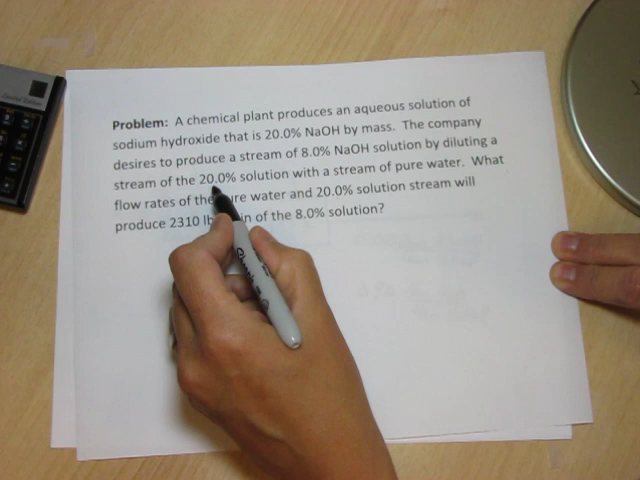 Problem: A chemical plant produces an aqueous solution of
sodium hydroxide that is 20.0% NaOH by mass. The company
desires to produce a stream of 8.0% NaOH solution by diluting a
stream of the 20.0% solution with a stream of pure water. What
flow rates of the water and 20.0% solution stream will
produce 2310 of the 8.0% solution?
Sharpie